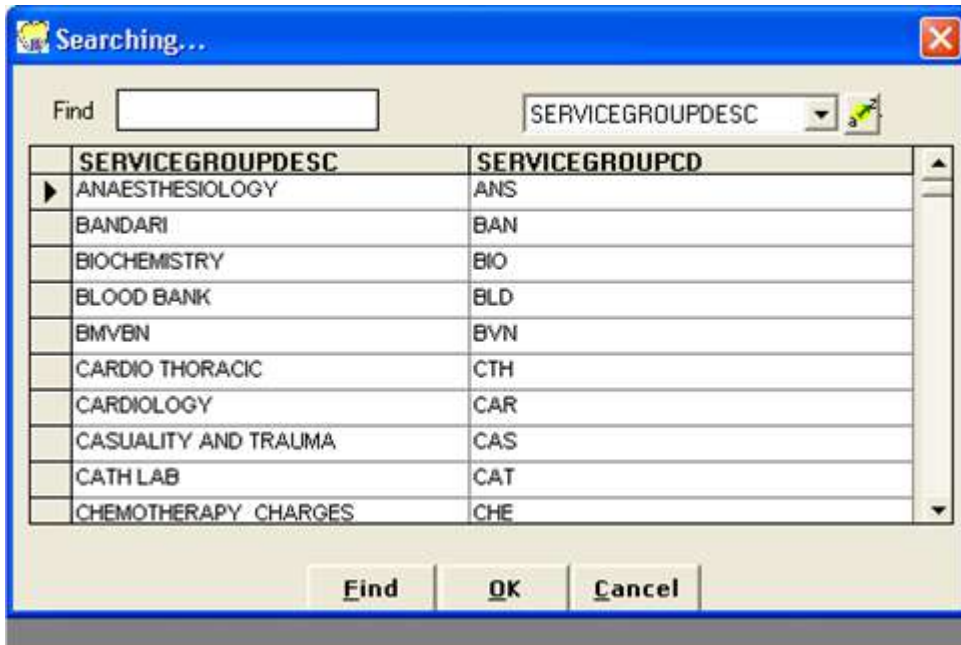 Searching...
Find SERVICEGROUPDESC a z
SERVICEGROUPDESC SERVICEGROUPCD
ANAESTHESIOLOGY ANS
BANDARI BAN
BIOCHEMISTRY BIO
BLOOD BANK BLD
BMVBN BVN
CARDIO THORACIC CTH
CARDIOLOGY CAR
CASUALITY AND TRAUMA CAS
CATH LAB CAT
CHEMOTHERAPY CHARGES CHE
Find OK Cancel